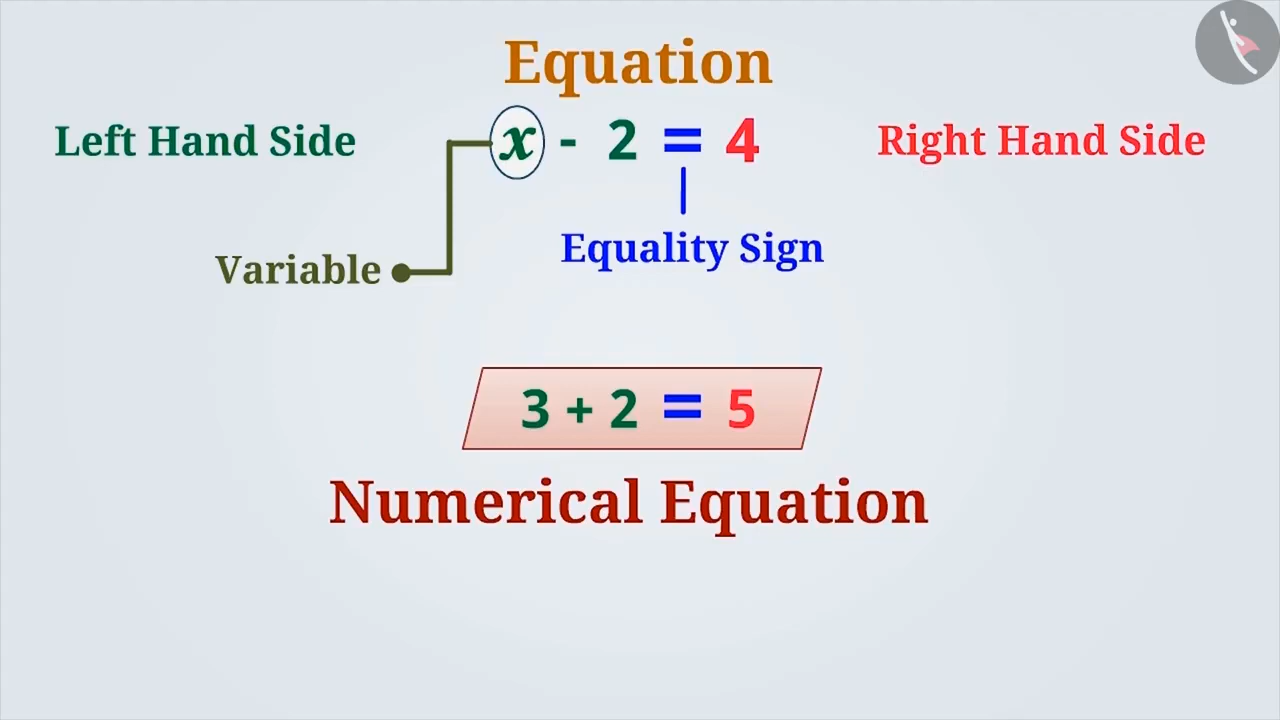 Equation
Left Hand Side x - 2 = 4 Right Hand Side
Equality Sign
Variable
3 + 2 = 5
Numerical Equation